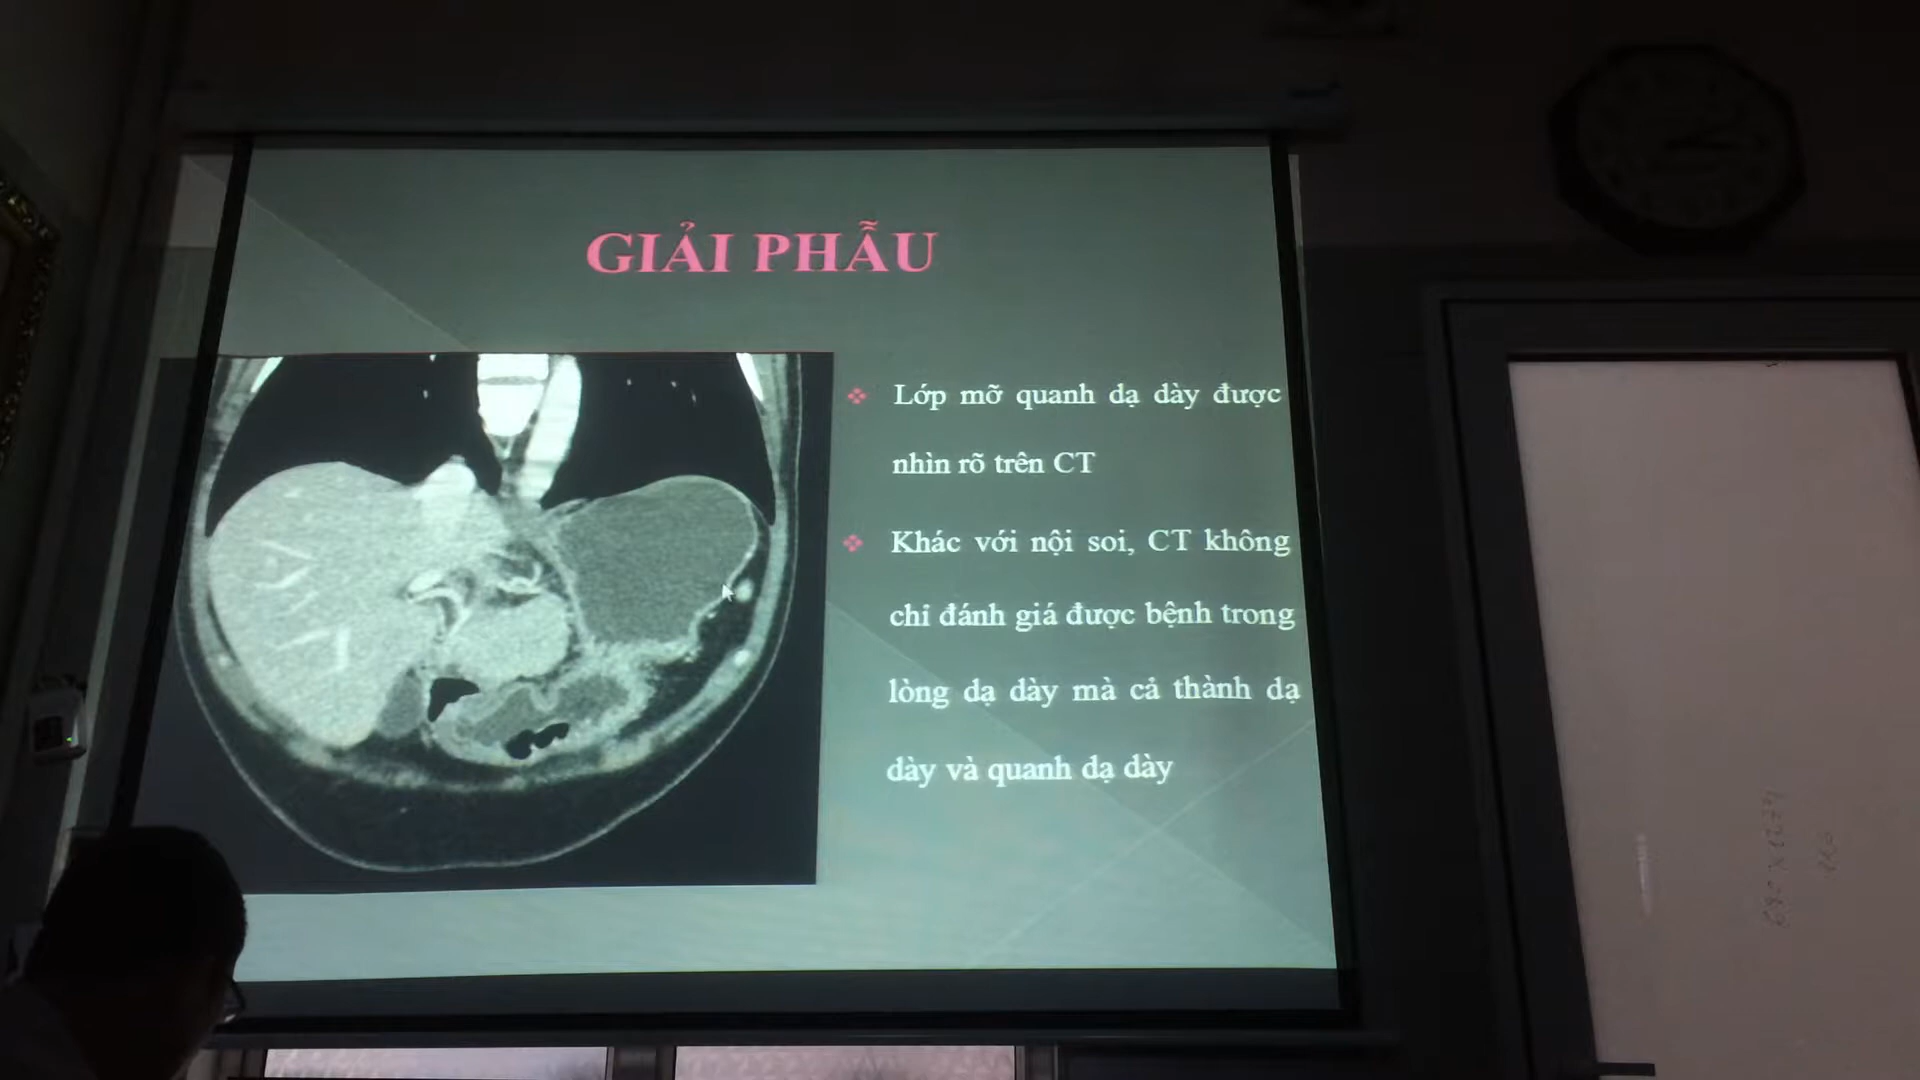 GIẢI PHẪU
Lớp mỡ quanh dạ dày được
nhìn rõ trên CT
Khác với nội soi, CT không
chỉ đánh giá được bệnh trong
lòng dạ dày mà cả thành dạ
dày và quanh dạ dày